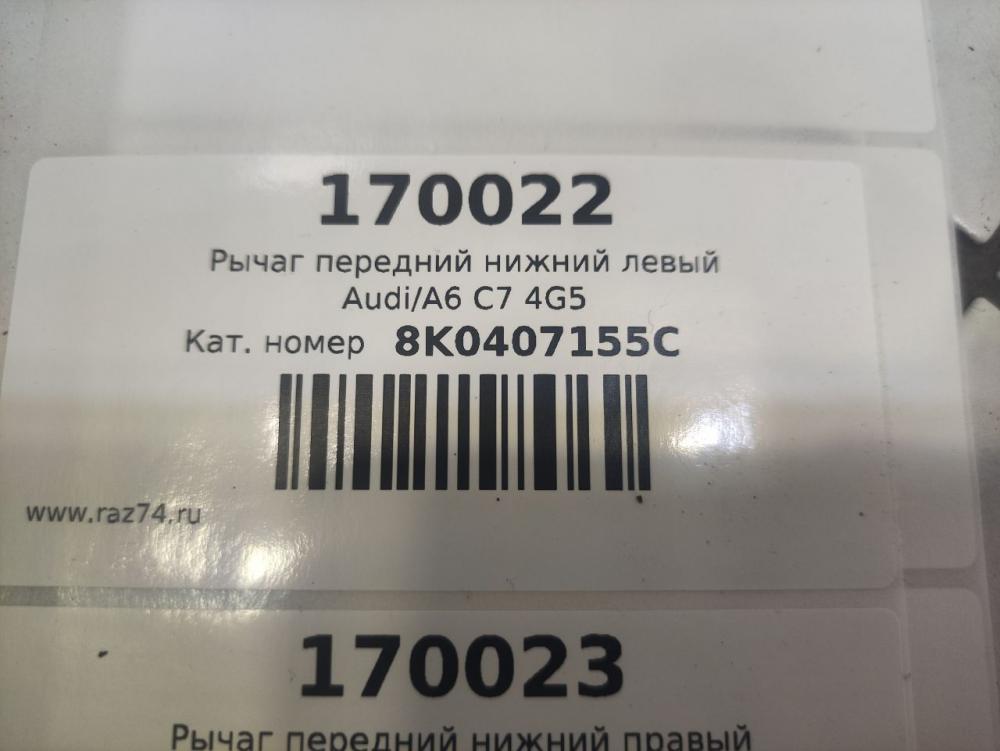 170022
Рычаг передний нижний левый
Audi/A6 C7 4G5
Кат. номер 8K0407155C
www.raz74.ru
170023
Рычаг передний нижний правый